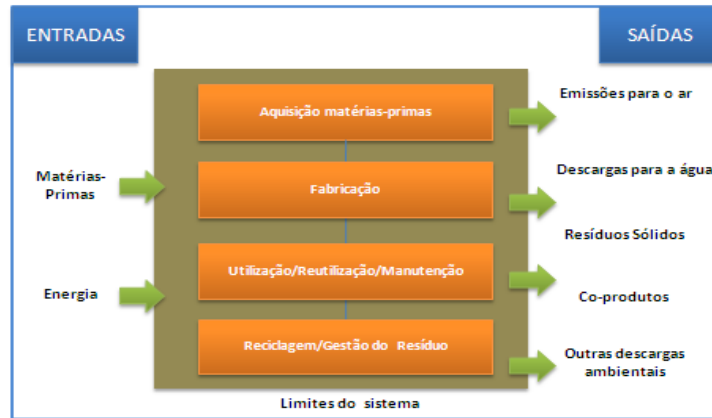 ENTRADAS
SAÍDAS
Aquisição matérias-primas
Emissões para o ar
Matérias-
Primas
Fabricação
Descargas para a água
Resíduos Sólidos
Energia
Utilização/Reutilização/Manutenção
Co-produtos
Reciclagem/Gestão do Resíduo
Outras descargas
ambientais
Limites do sistema